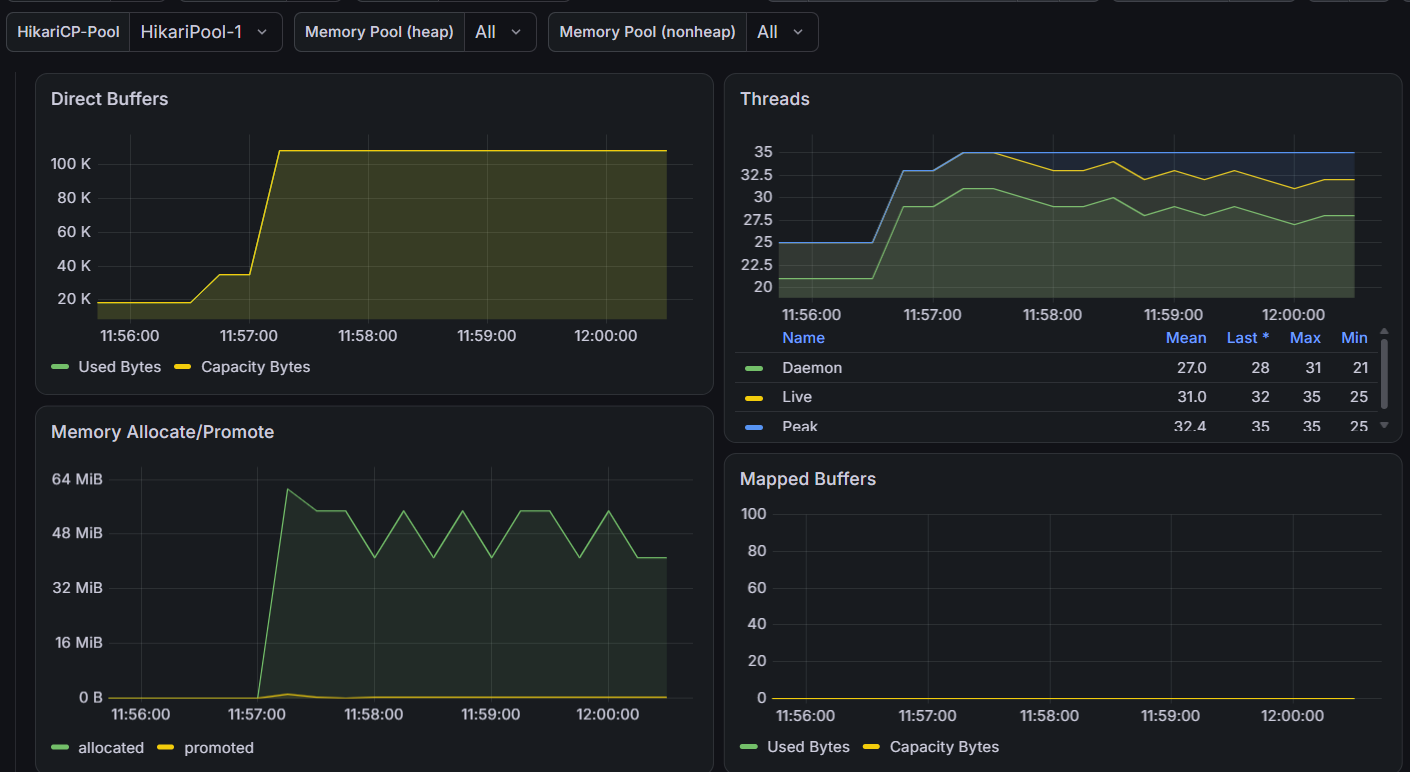 HikariCP-Pool HikariPool-1 Memory Pool (heap) All Memory Pool (nonheap) All
Direct Buffers
100 K
80 K
60 K
40 K
20 K
11:56:00 11:57:00 11:58:00 11:59:00 12:00:00
Used Bytes Capacity Bytes
Threads
35
32.5
30
27.5
25
22.5
20
11:56:00 11:57:00 11:58:00 11:59:00 12:00:00
Name Mean Last * Max Min
Daemon 27.0 28 31 21
Live 31.0 32 35 25
Peak 32.4 35 35 25
Memory Allocate/Promote
64 MiB
48 MiB
32 MiB
16 MiB
0 B
11:56:00 11:57:00 11:58:00 11:59:00 12:00:00
allocated promoted
Mapped Buffers
100
80
60
40
20
0
11:56:00 11:57:00 11:58:00 11:59:00 12:00:00
Used Bytes Capacity Bytes